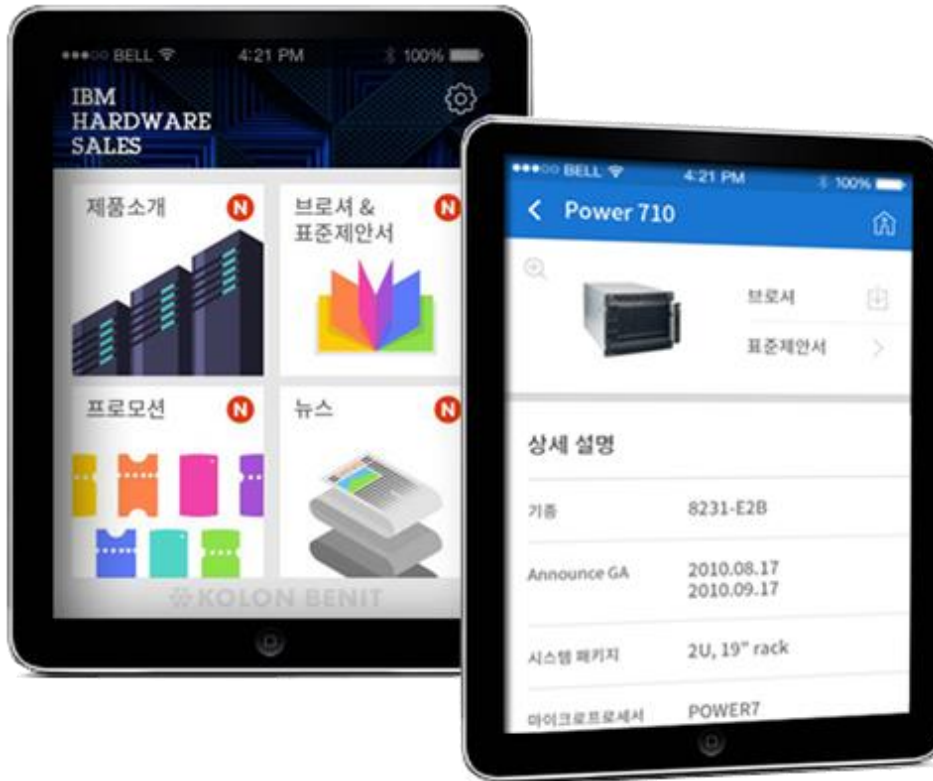 BELL
4:21 PM
100%
IBM
HARDWARE
SALES
제품소개
N
브로셔 &
표준제안서
N
프로모션
N
뉴스
N
KOLON BENIT
BELL
4:21 PM
100%
Power 710
브로셔
표준제안서
상세 설명
기종
8231-E2B
Announce GA
2010.08.17
2010.09.17
시스템 패키지
2U, 19" rack
마이크로프로세서
POWER7